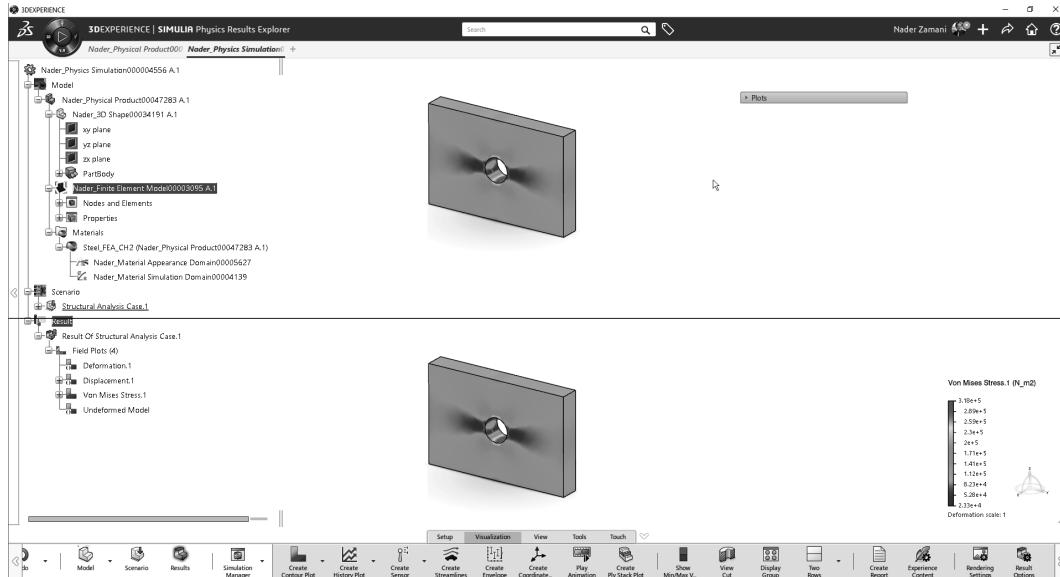 3DEXPERIENCE
3DEXPERIENCE | SIMULIA Physics Results Explorer
Search
Nader Zamani
Nader_Physical Product000
Nader_Physics Simulation0
Nader_Physics Simulation000004556 A.1
Model
Nader_Physical Product00047283 A.1
Nader_3D Shape00034191 A.1
xy plane
yz plane
zx plane
PartBody
Nader_Finite Element Model00003095 A.1
Nodes and Elements
Properties
Materials
Steel_FEA_CH2 (Nader_Physical Product00047283 A.1)
Nader_Material Appearance Domain00005627
Nader_Material Simulation Domain00004139
Scenario
Structural Analysis Case.1
Result
Result Of Structural Analysis Case.1
Field Plots (4)
Deformation.1
Displacement.1
Von Mises Stress.1
Undeformed Model
Plots
Von Mises Stress.1 (N_m2)
3.18e+5
2.89e+5
2.59e+5
2.3e+5
2e+5
1.71e+5
1.41e+5
1.12e+5
8.23e+4
5.28e+4
2.33e+4
Deformation scale: 1
Setup Visualization View Tools Touch
do
Model
Scenario
Results
Simulation
Manager
Create
Contour Plot
Create
History Plot
Create
Sensor
Create
Streamlines
Create
Envelope
Create
Coordinate...
Play
Animation
Create
Ply Stack Plot
Show
Min/Max V...
View
Cut
Display
Group
Two
Rows
Create
Report
Experience
Content
Rendering
Settings
Result
Options